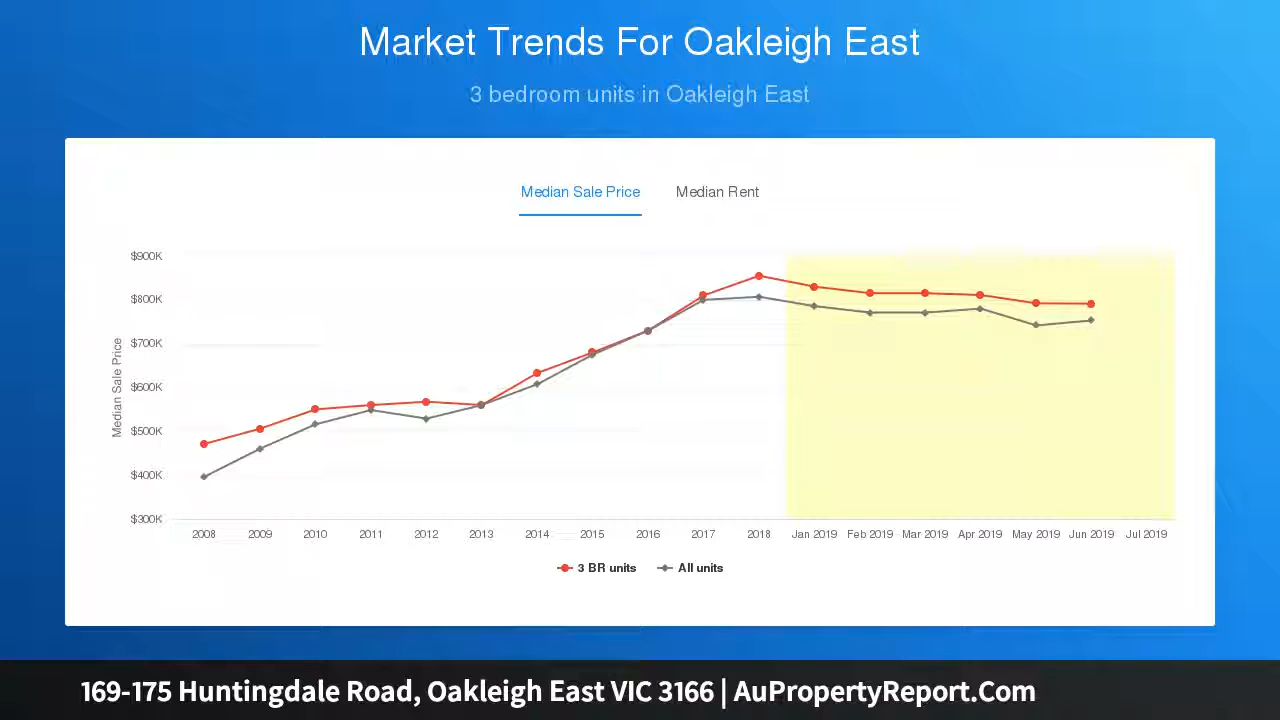 Market Trends For Oakleigh East
3 bedroom units in Oakleigh East
Median Sale Price Median Rent
$900K
$800K
$700K
$600K
$500K
$400K
$300K
Median Sale Price
2008 2009 2010 2011 2012 2013 2014 2015 2016 2017 2018 Jan 2019 Feb 2019 Mar 2019 Apr 2019 May 2019 Jun 2019 Jul 2019
3 BR units All units
169-175 Huntingdale Road, Oakleigh East VIC 3166 | AuPropertyReport.Com